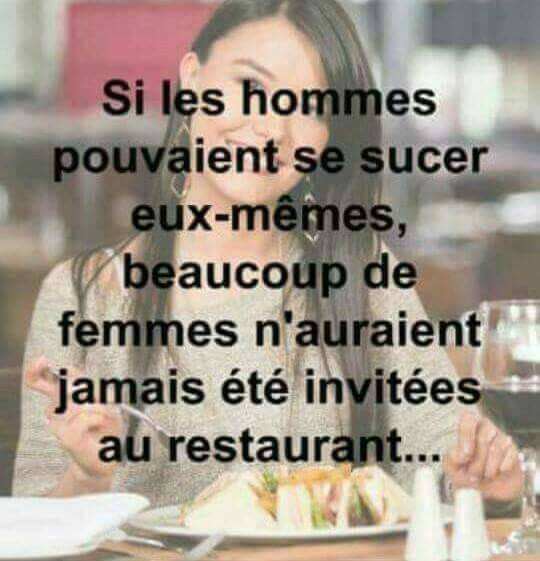 Si les hommes
pouvaient se sucer
eux-mêmes,
beaucoup de
femmes n'auraient
jamais été invitées
au restaurant...